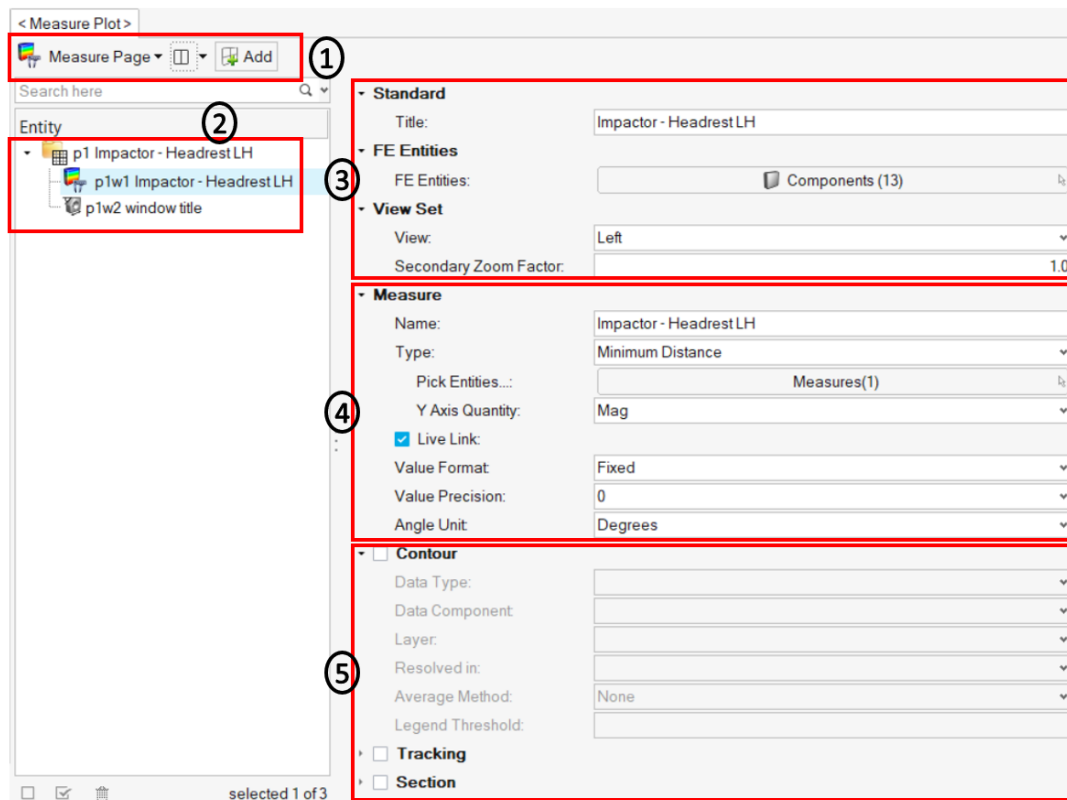 < Measure Plot >
Measure Page Add 1
Search here
Entity 2
p1 Impactor - Headrest LH
p1w1 Impactor - Headrest LH
p1w2 window title
selected 1 of 3
3
Standard
Title: Impactor - Headrest LH
FE Entities
FE Entities: Components (13)
View Set
View: Left
Secondary Zoom Factor: 1.0
4
Measure
Name: Impactor - Headrest LH
Type: Minimum Distance
Pick Entities...: Measures(1)
Y Axis Quantity: Mag
Live Link:
Value Format: Fixed
Value Precision: 0
Angle Unit: Degrees
5
Contour
Data Type:
Data Component:
Layer:
Resolved in:
Average Method: None
Legend Threshold:
Tracking
Section